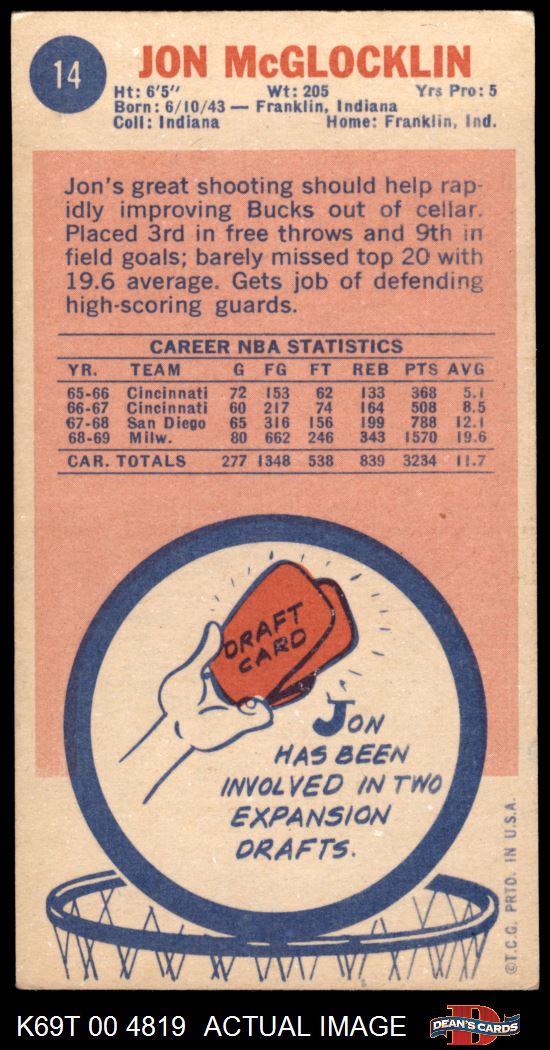 14
JON McGLOCKLIN
Ht: 6'5" Wt: 205 Yrs Pro: 5
Born: 6/10/43 — Franklin, Indiana
Coll: Indiana Home: Franklin, Ind.
Jon's great shooting should help rap-
idly improving Bucks out of cellar.
Placed 3rd in free throws and 9th in
field goals; barely missed top 20 with
19.6 average. Gets job of defending
high-scoring guards.
CAREER NBA STATISTICS
YR. TEAM G FG FT REB PTS AVG
65-66 Cincinnati 72 153 62 133 368 5.1
66-67 Cincinnati 60 217 74 164 508 8.5
67-68 San Diego 65 316 156 199 788 12.1
68-69 Milw. 80 662 246 343 1570 19.6
CAR. TOTALS 277 1348 538 839 3234 11.7
DRAFT
CARD
JON
HAS BEEN
INVOLVED IN TWO
EXPANSION
DRAFTS.
©T.C.G. PRTD. IN U.S.A.
K69T 00 4819 ACTUAL IMAGE
D
DEAN'S CARDS